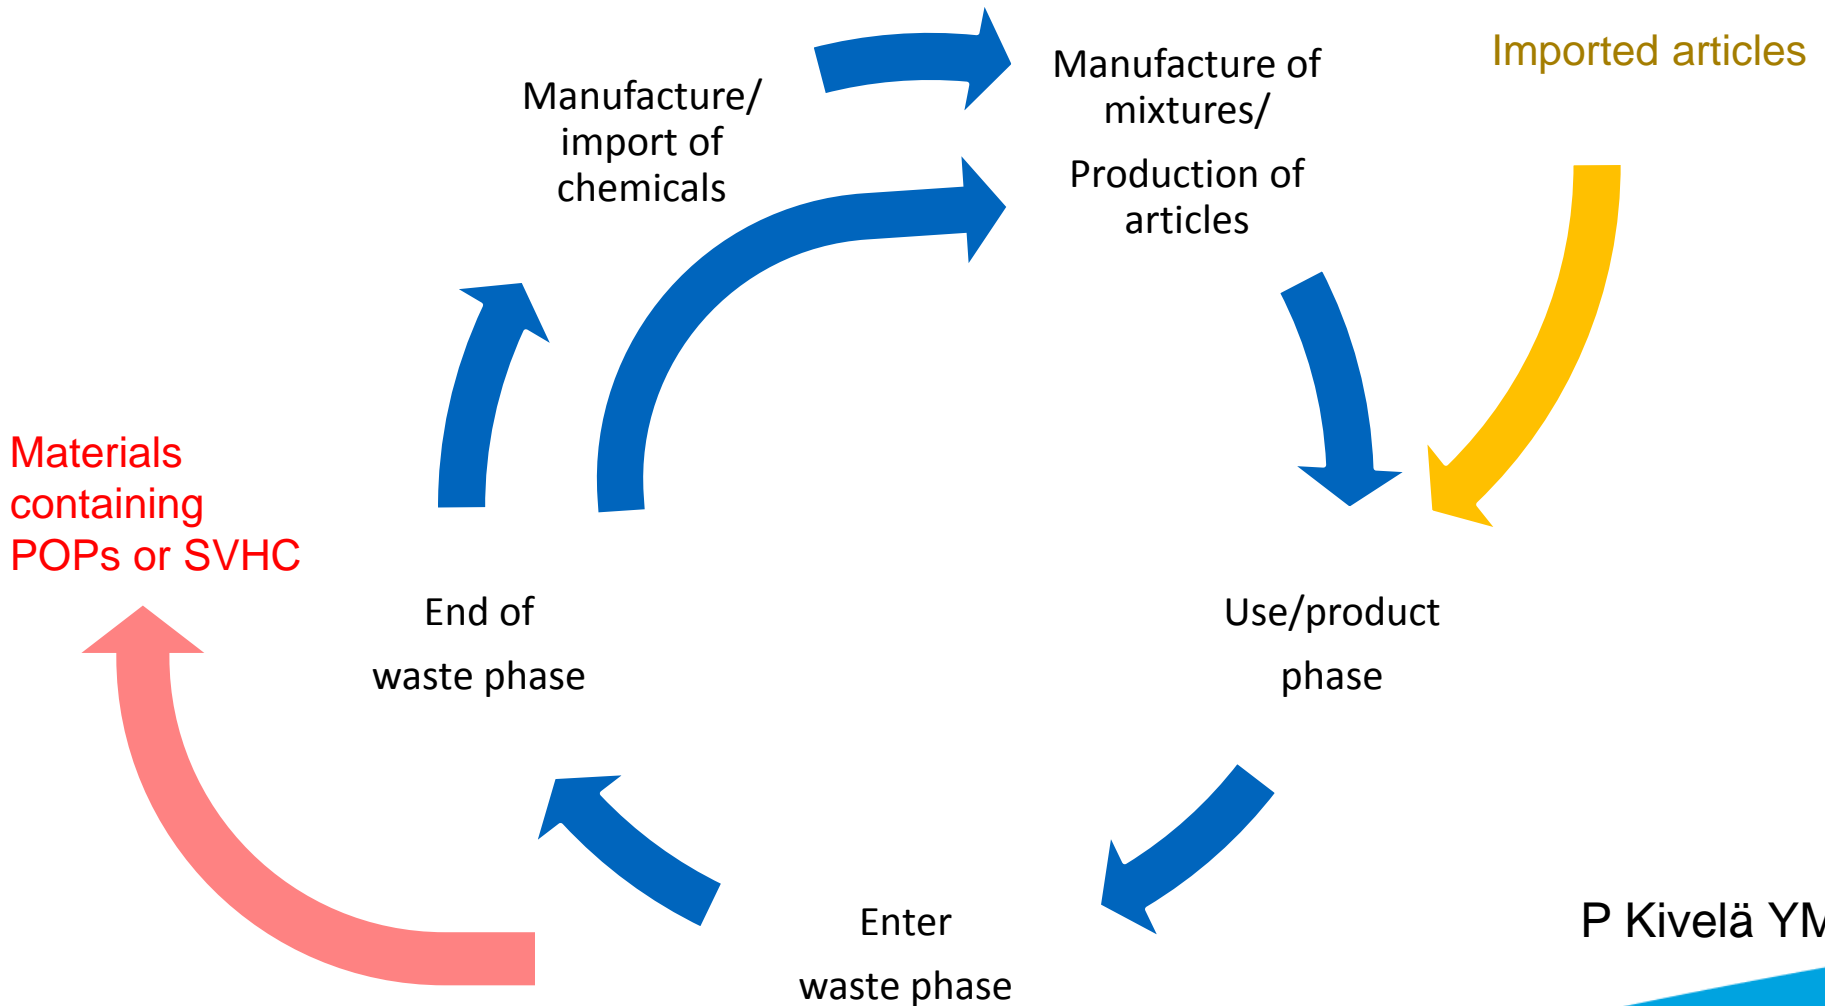 Manufacture/
import of
chemicals
Manufacture of
mixtures/
Production of
articles
Imported articles
Materials
containing
POPs or SVHC
End of
waste phase
Use/product
phase
Enter
waste phase
P Kivelä YM